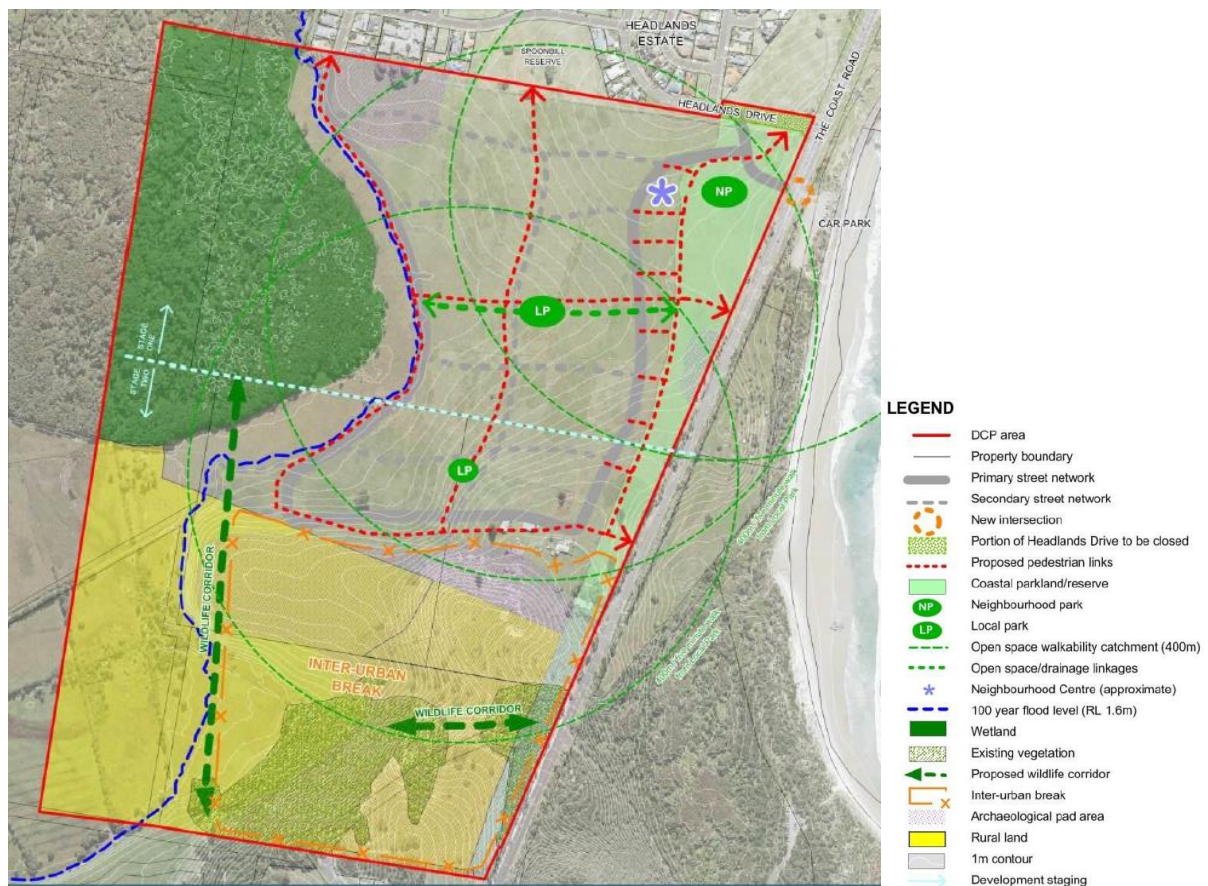 HEADLANDS
ESTATE
SPOONBILL
RESERVE
HEADLANDS DRIVE
THE COAST ROAD
NP
CAR PARK
LP
STAGE
ONE
STAGE
TWO
LP
WILDLIFE CORRIDOR
INTER-URBAN
BREAK
WILDLIFE CORRIDOR
LEGEND
DCP area
Property boundary
Primary street network
Secondary street network
New intersection
Portion of Headlands Drive to be closed
Proposed pedestrian links
Coastal parkland/reserve
NP Neighbourhood park
LP Local park
Open space walkability catchment (400m)
Open space/drainage linkages
Neighbourhood Centre (approximate)
100 year flood level (RL 1.6m)
Wetland
Existing vegetation
Proposed wildlife corridor
Inter-urban break
Archaeological pad area
Rural land
1m contour
Development staging